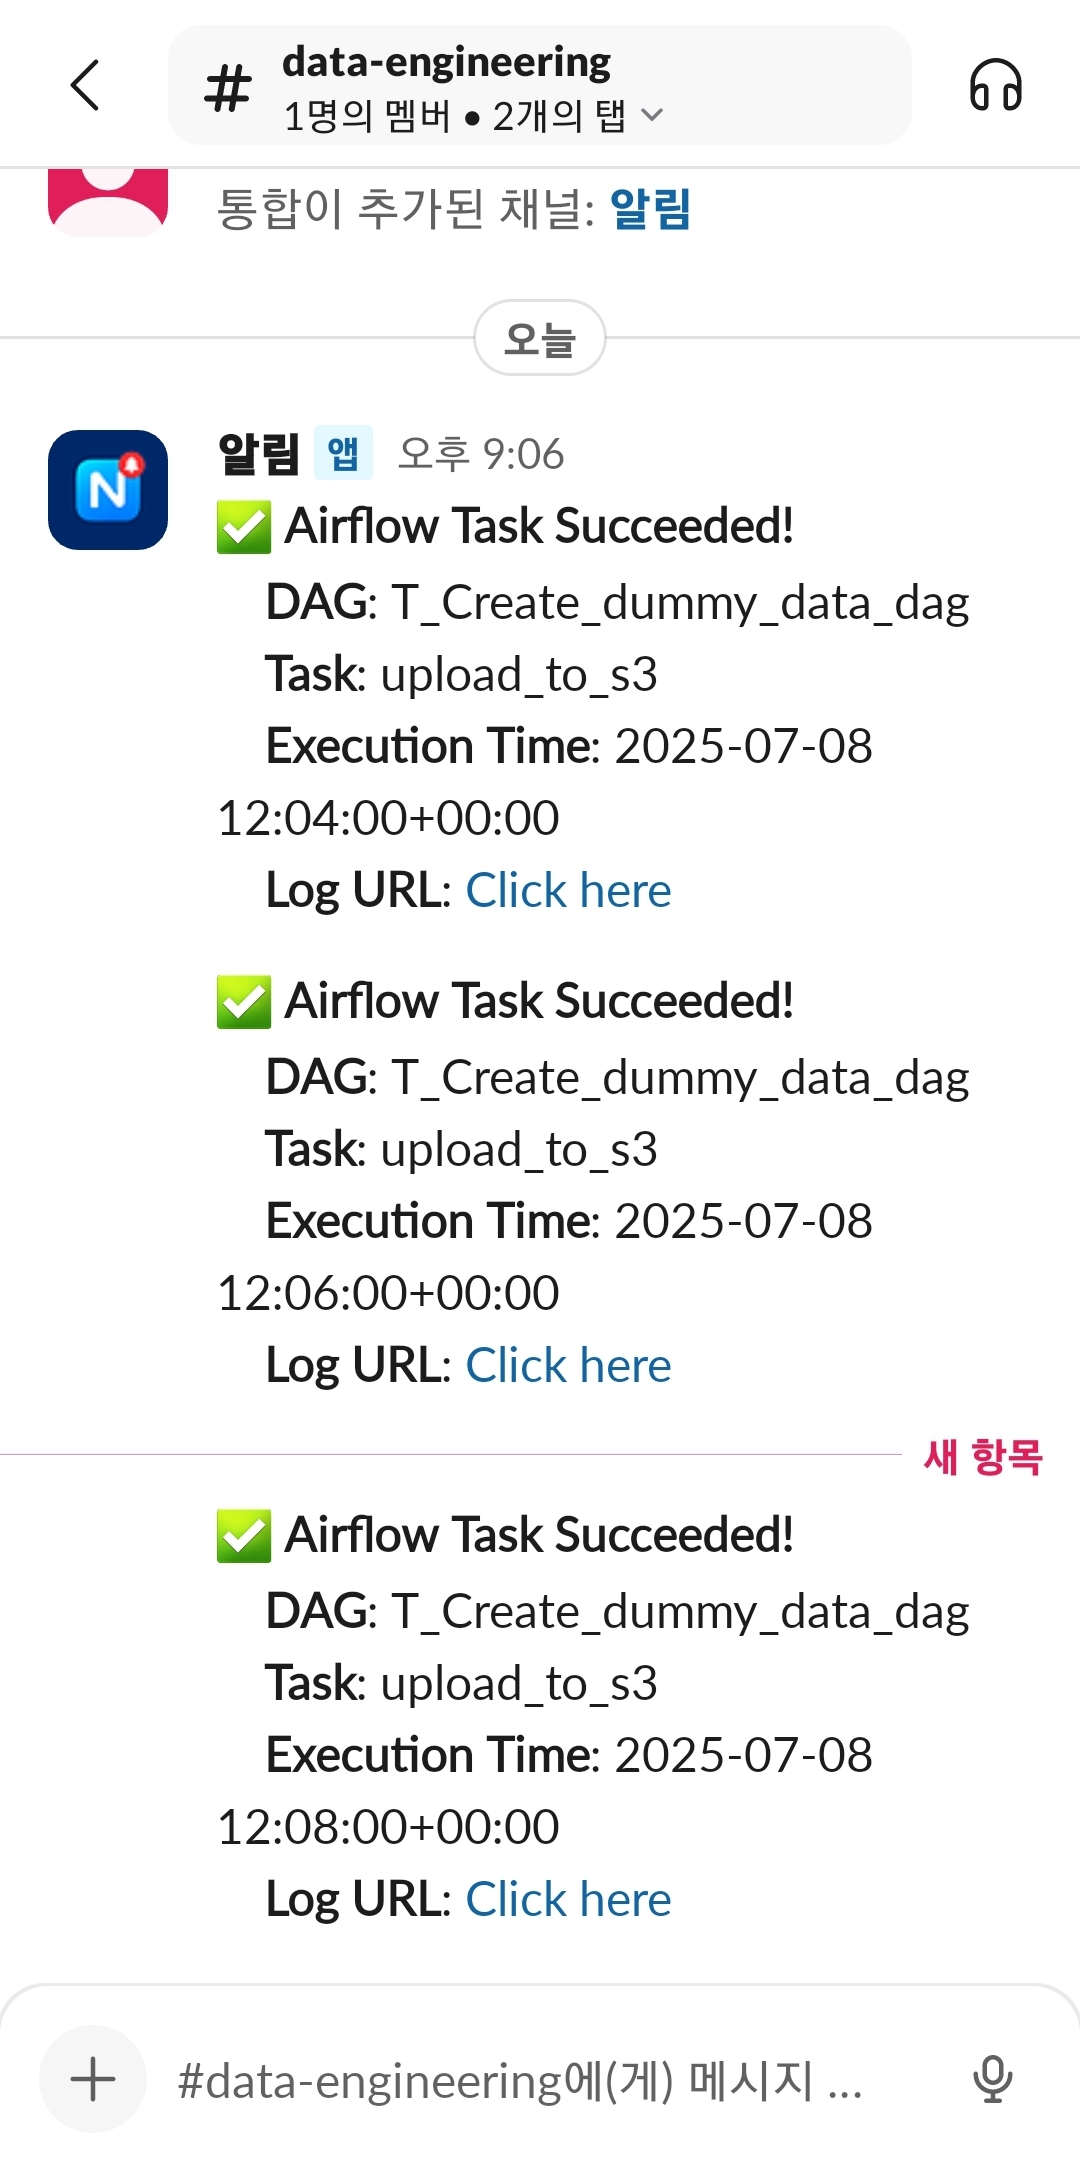 # data-engineering
1명의 멤버 • 2개의 탭
통합이 추가된 채널: 알림
오늘
알림 앱 오후 9:06
✅ Airflow Task Succeeded!
DAG: T_Create_dummy_data_dag
Task: upload_to_s3
Execution Time: 2025-07-08
12:04:00+00:00
Log URL: Click here
✅ Airflow Task Succeeded!
DAG: T_Create_dummy_data_dag
Task: upload_to_s3
Execution Time: 2025-07-08
12:06:00+00:00
Log URL: Click here
새 항목
✅ Airflow Task Succeeded!
DAG: T_Create_dummy_data_dag
Task: upload_to_s3
Execution Time: 2025-07-08
12:08:00+00:00
Log URL: Click here
#data-engineering에(게) 메시지 ...